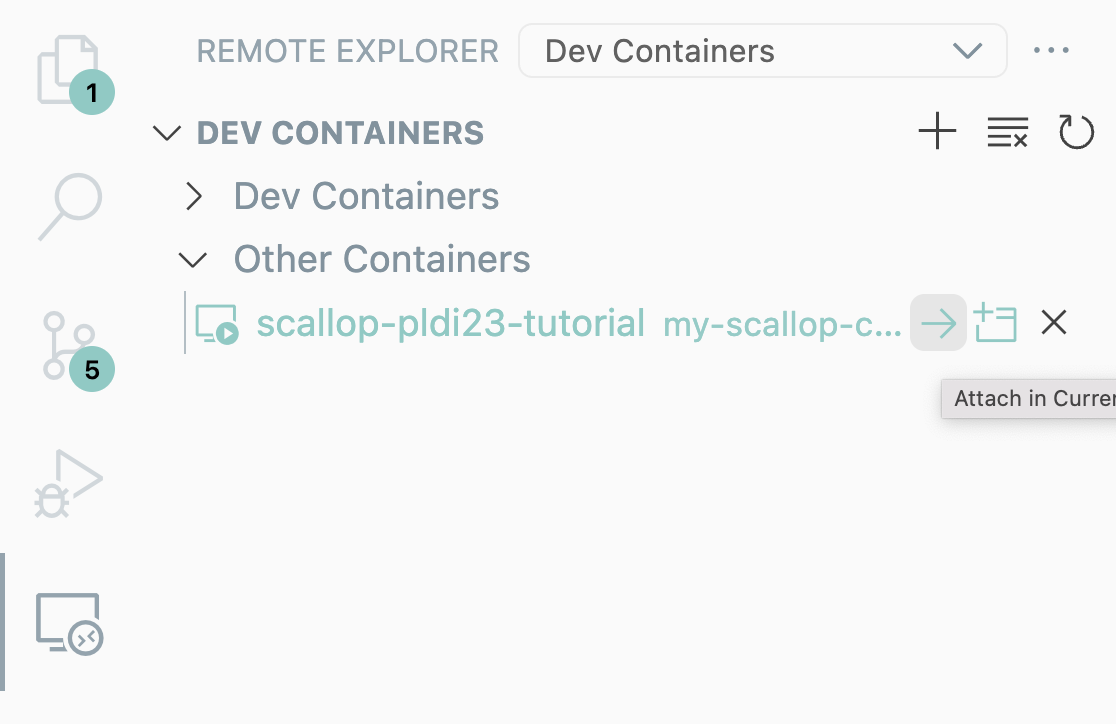 REMOTE EXPLORER Dev Containers
1
DEV CONTAINERS
Dev Containers
Other Containers
scallop-pldi23-tutorial my-scallop-c...
5
Attach in Curre